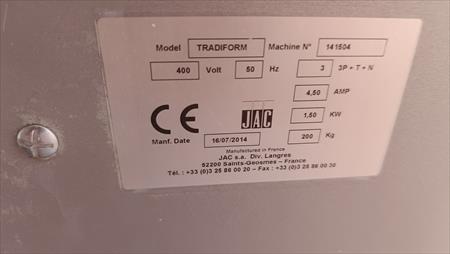 Model TRADIFORM Machine N° 141504
400 Volt 50 Hz 3 3P + T + N
4,50 AMP
CE JAC 1,50 KW
Manf. Date 16/07/2014 200 Kg
Manufactured in France
JAC s.a. Div. Langres
52200 Saints-Geosmes – France
Tél. : +33 (0)3 25 86 00 20 – Fax : +33 (0)3 25 86 00 30